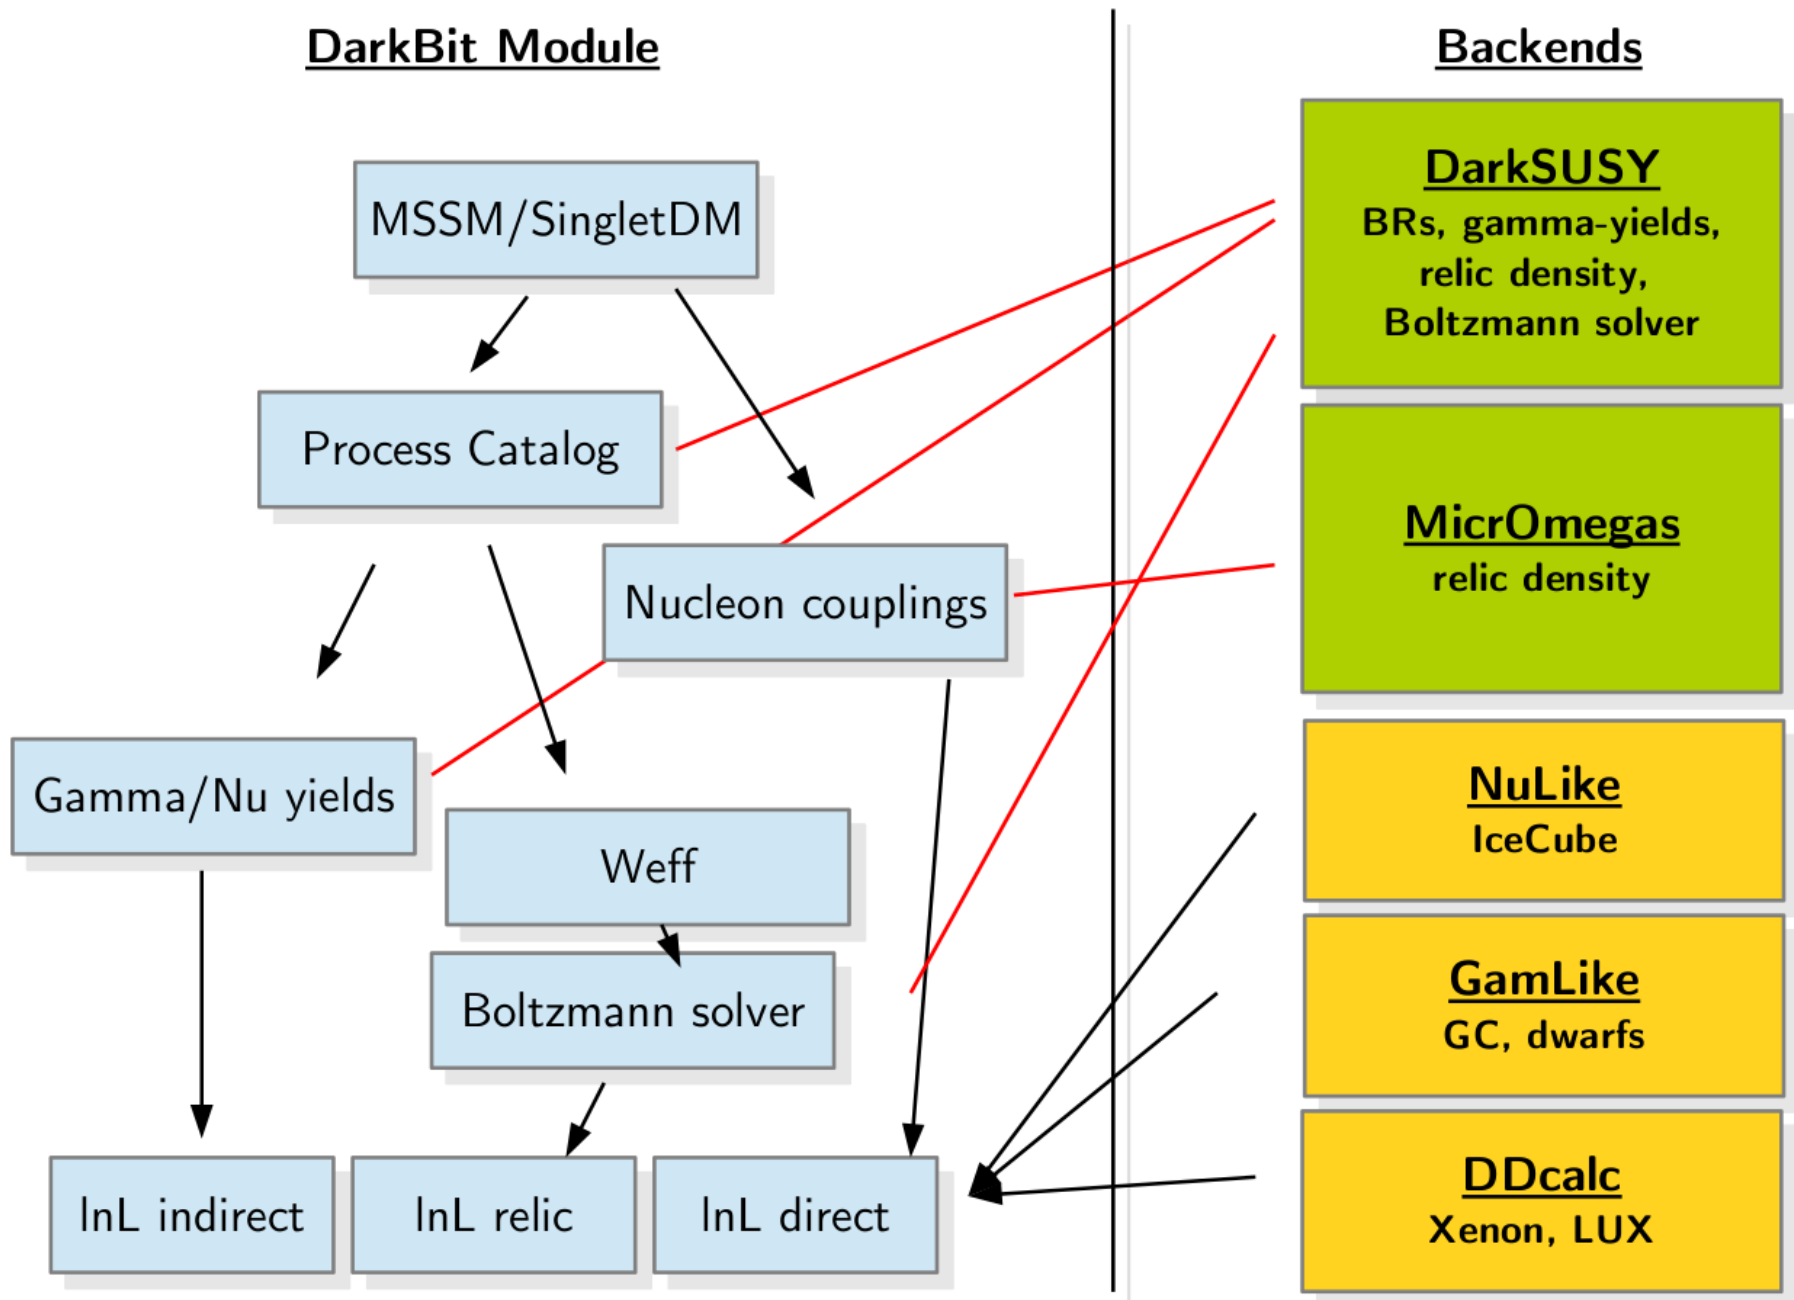 DarkBit Module
MSSM/SingletDM
Process Catalog
Nucleon couplings
Gamma/Nu yields
Weff
Boltzmann solver
lnL indirect
lnL relic
lnL direct
Backends
DarkSUSY
BRs, gamma-yields,
relic density,
Boltzmann solver
MicrOmegas
relic density
NuLike
IceCube
GamLike
GC, dwarfs
DDcalc
Xenon, LUX